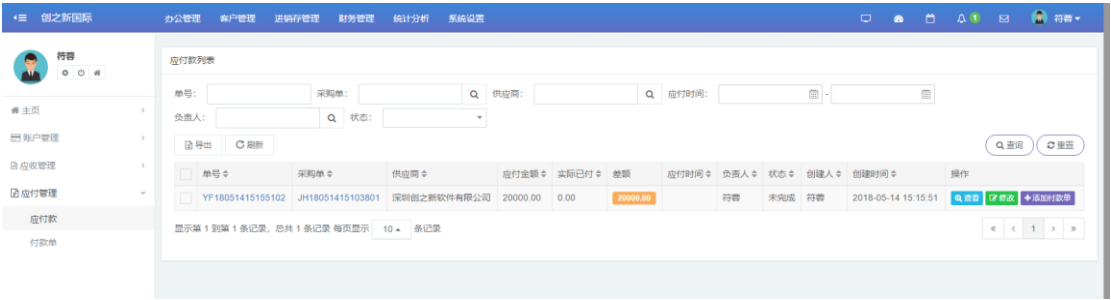 创之新国际 办公管理 客户管理 进销存管理 财务管理 统计分析 系统设置 1 符蓉
符蓉
主页
账户管理
应收管理
应付管理
应付款
付款单
应付款列表
单号: 采购单: 供应商: 应付时间: -
负责人: 状态:
导出 刷新 查询 重置
单号 采购单 供应商 应付金额 实际已付 差额 应付时间 负责人 状态 创建人 创建时间 操作
YF18051415155102 JH18051415103801 深圳创之新软件有限公司 20000.00 0.00 20000.00 符蓉 未完成 符蓉 2018-05-14 15:15:51 查看 修改 添加付款单
显示第 1 到第 1 条记录, 总共 1 条记录 每页显示 10 条记录 « ‹ 1 › »